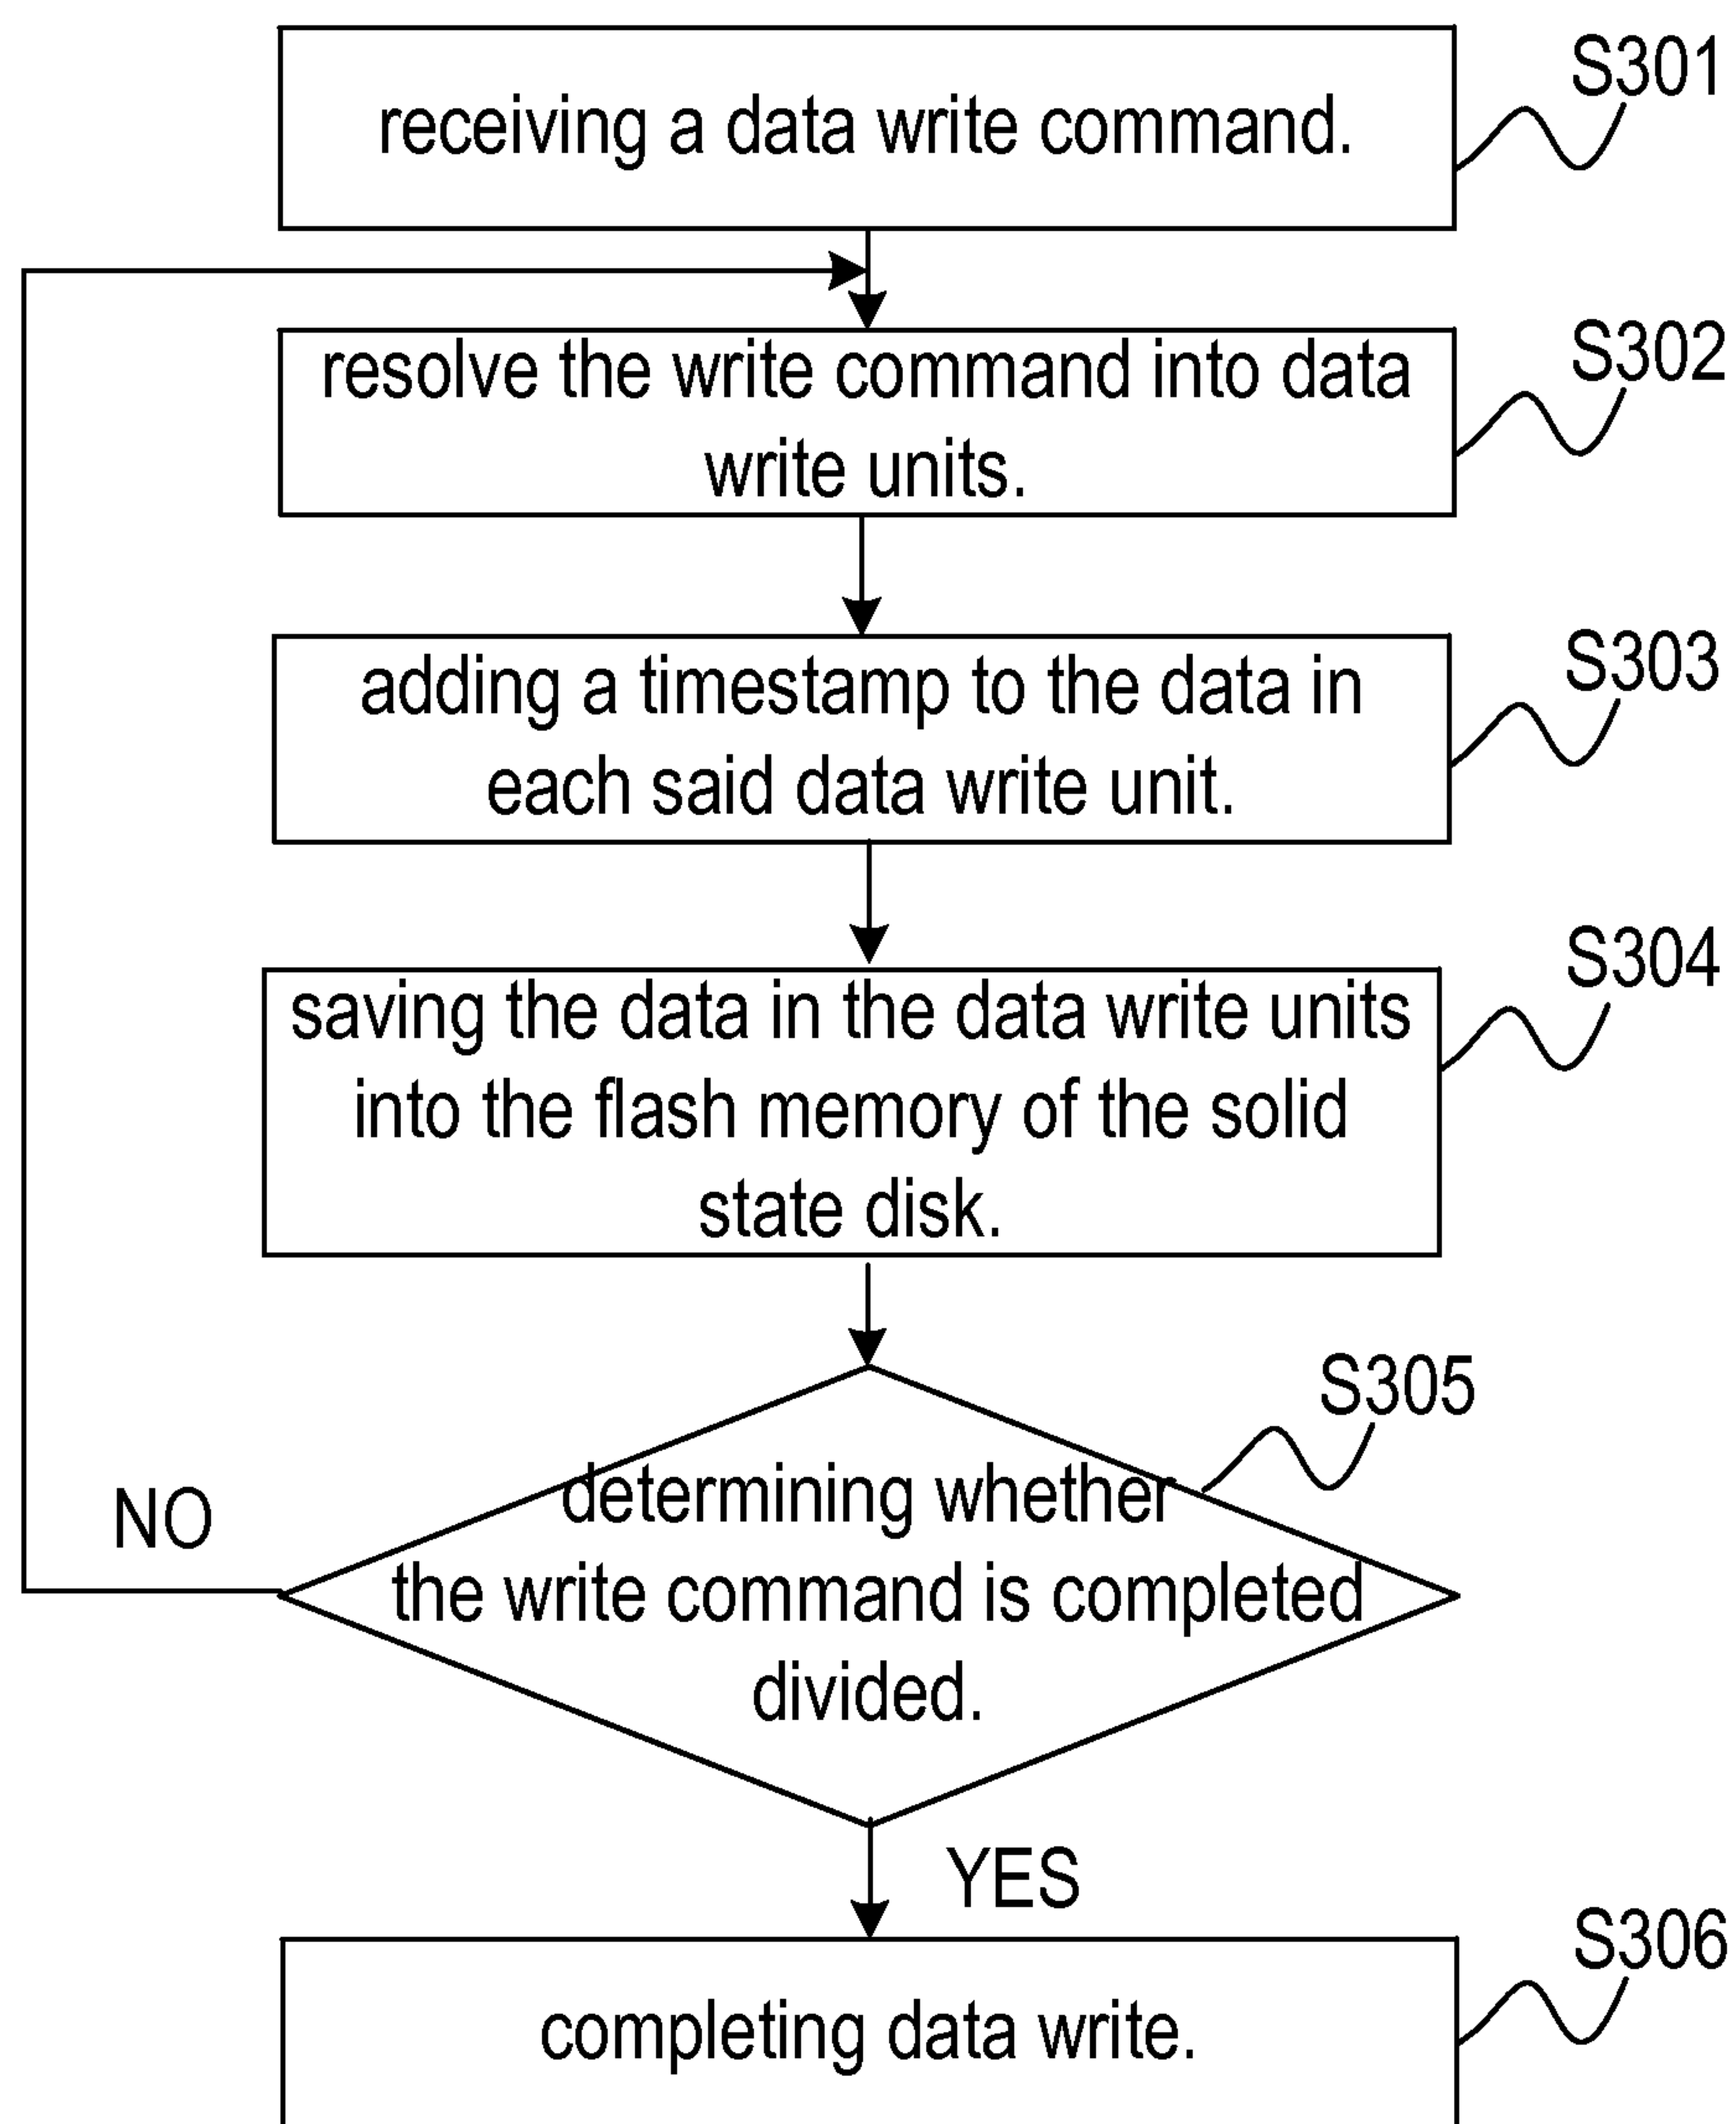 S301
receiving a data write command.
S302
resolve the write command into data
write units.
S303
adding a timestamp to the data in
each said data write unit.
S304
saving the data in the data write units
into the flash memory of the solid
state disk.
S305
determining whether
the write command is completed
divided.
NO
YES
S306
completing data write.